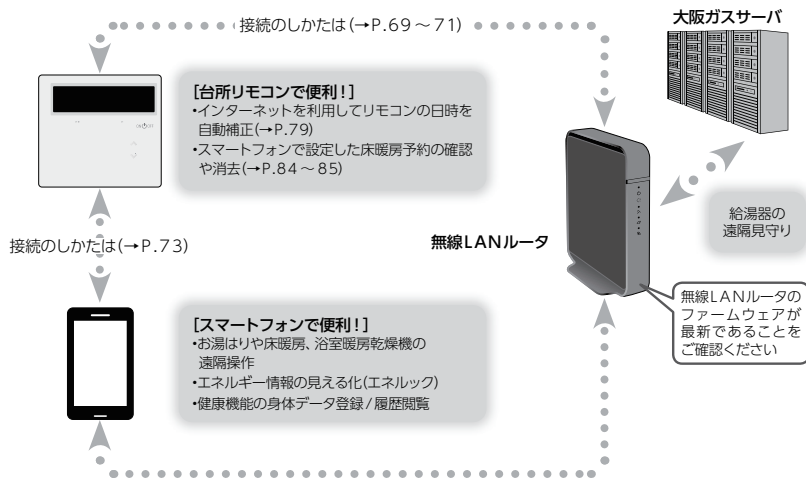 接続のしかたは(→P.69～71)
大阪ガスサーバ
[台所リモコンで便利!]
•インターネットを利用してリモコンの日時を
自動補正(→P.79)
•スマートフォンで設定した床暖房予約の確認
や消去(→P.84～85)
給湯器の
遠隔見守り
無線LANルータ
接続のしかたは(→P.73)
無線LANルータの
ファームウェアが
最新であることを
ご確認ください
[スマートフォンで便利!]
•お湯はりや床暖房、浴室暖房乾燥機の
遠隔操作
•エネルギー情報の見える化(エネルック)
•健康機能の身体データ登録/履歴閲覧